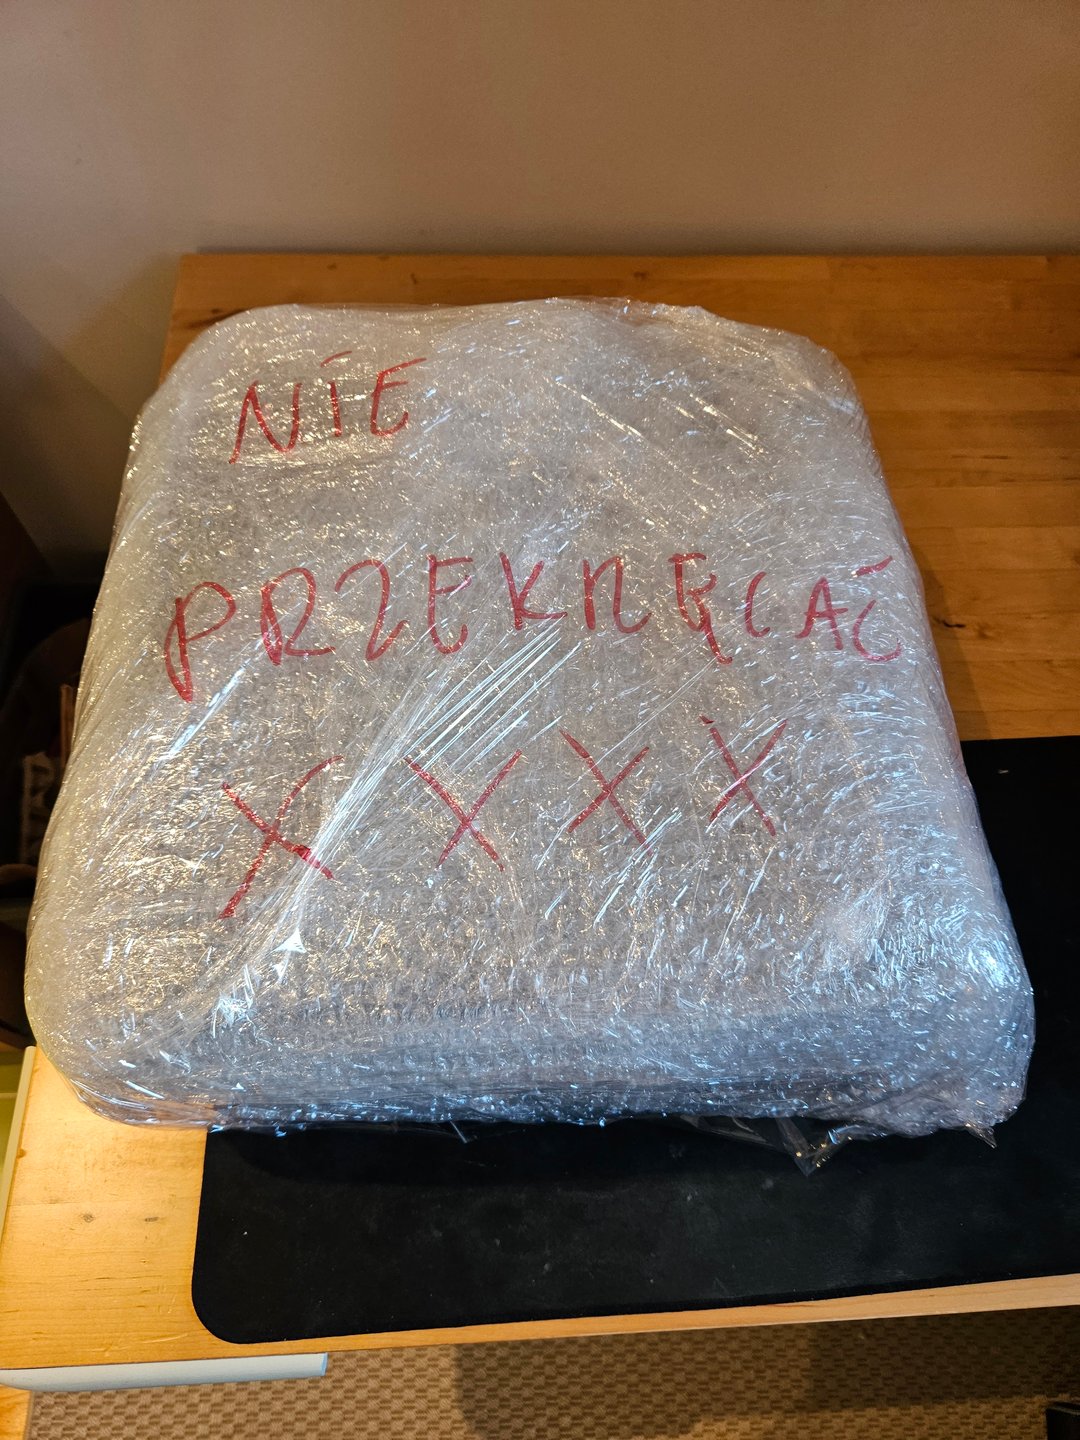 NIE
PRZEKRĘCAĆ
X X X X